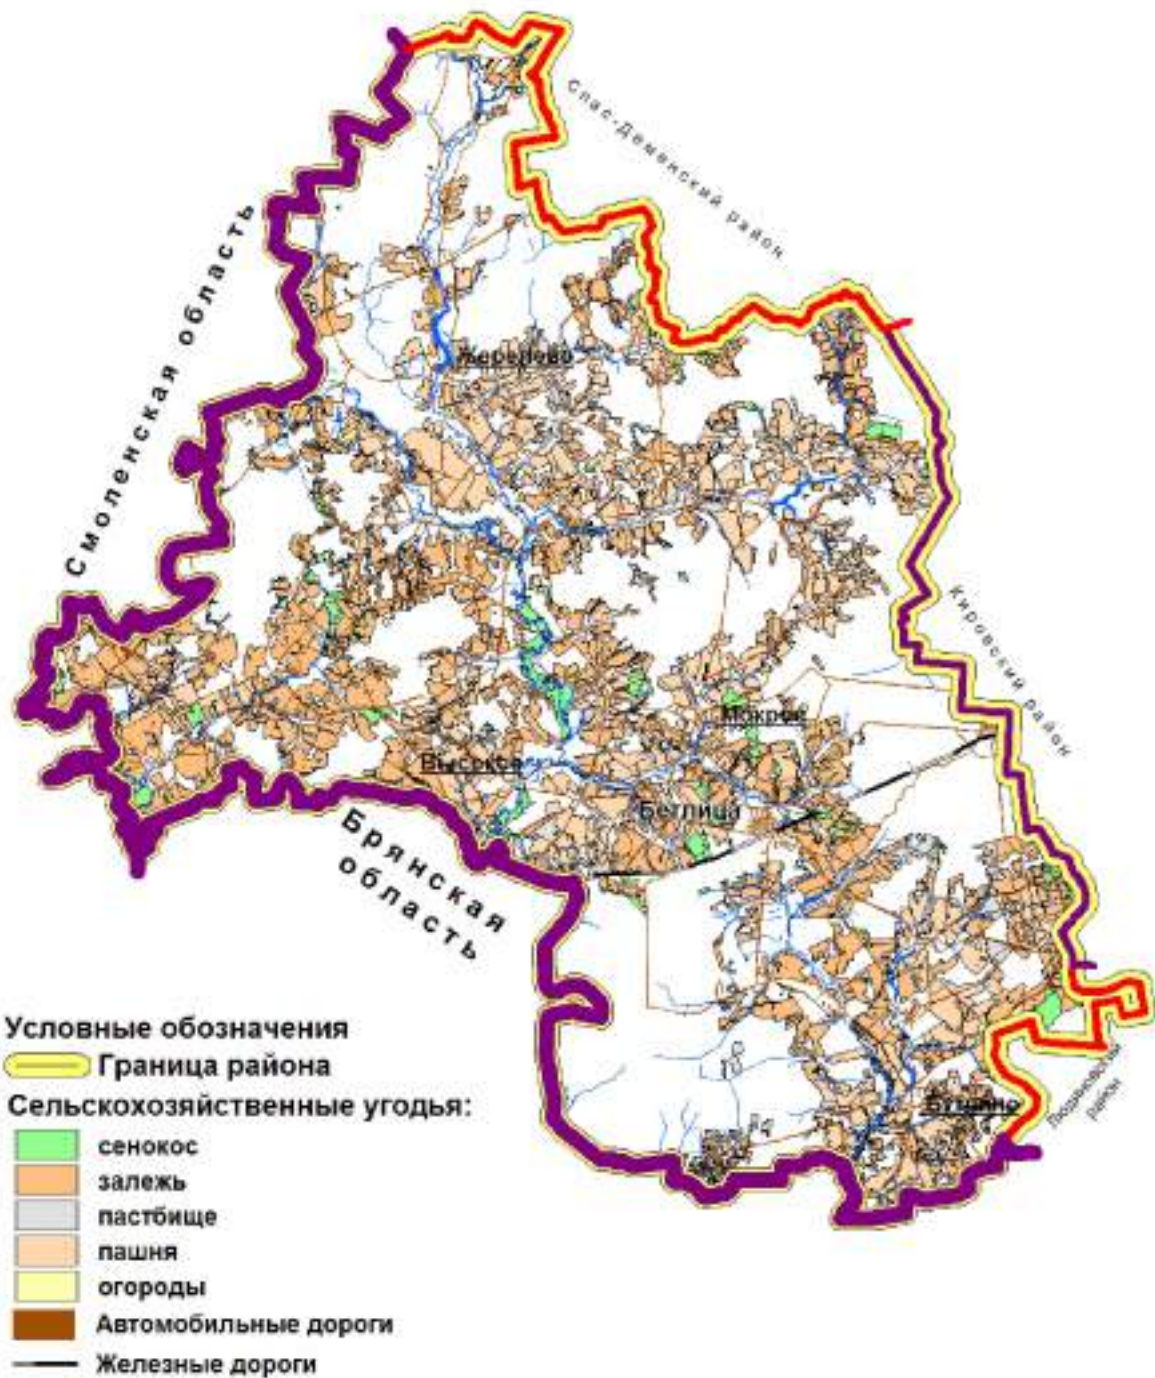 Спас-Деменский район
Смоленская область
Жерелево
Кировский район
Мокрое
Высокое
Бетлица
Брянская
область
Людиновский
район
Бутчино
Условные обозначения
Граница района
Сельскохозяйственные угодья:
сенокос
залежь
пастбище
пашня
огороды
Автомобильные дороги
Железные дороги